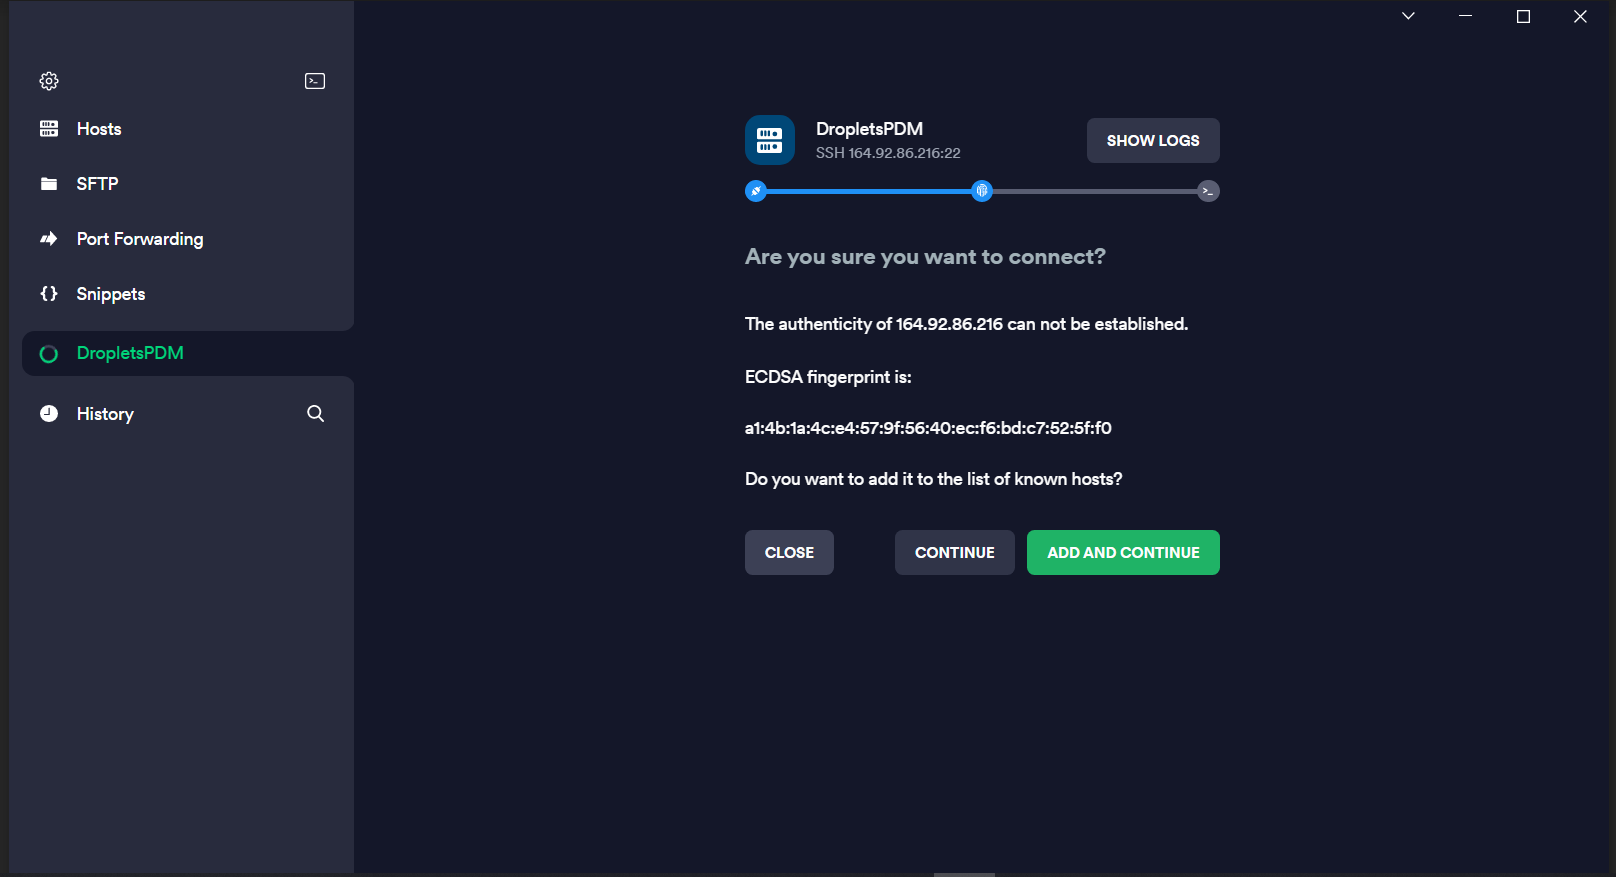 Hosts
SFTP
Port Forwarding
Snippets
DropletsPDM
History
DropletsPDM
SSH 164.92.86.216:22
SHOW LOGS
Are you sure you want to connect?
The authenticity of 164.92.86.216 can not be established.
ECDSA fingerprint is:
a1:4b:1a:4c:e4:57:9f:56:40:ec:f6:bd:c7:52:5f:f0
Do you want to add it to the list of known hosts?
CLOSE
CONTINUE
ADD AND CONTINUE